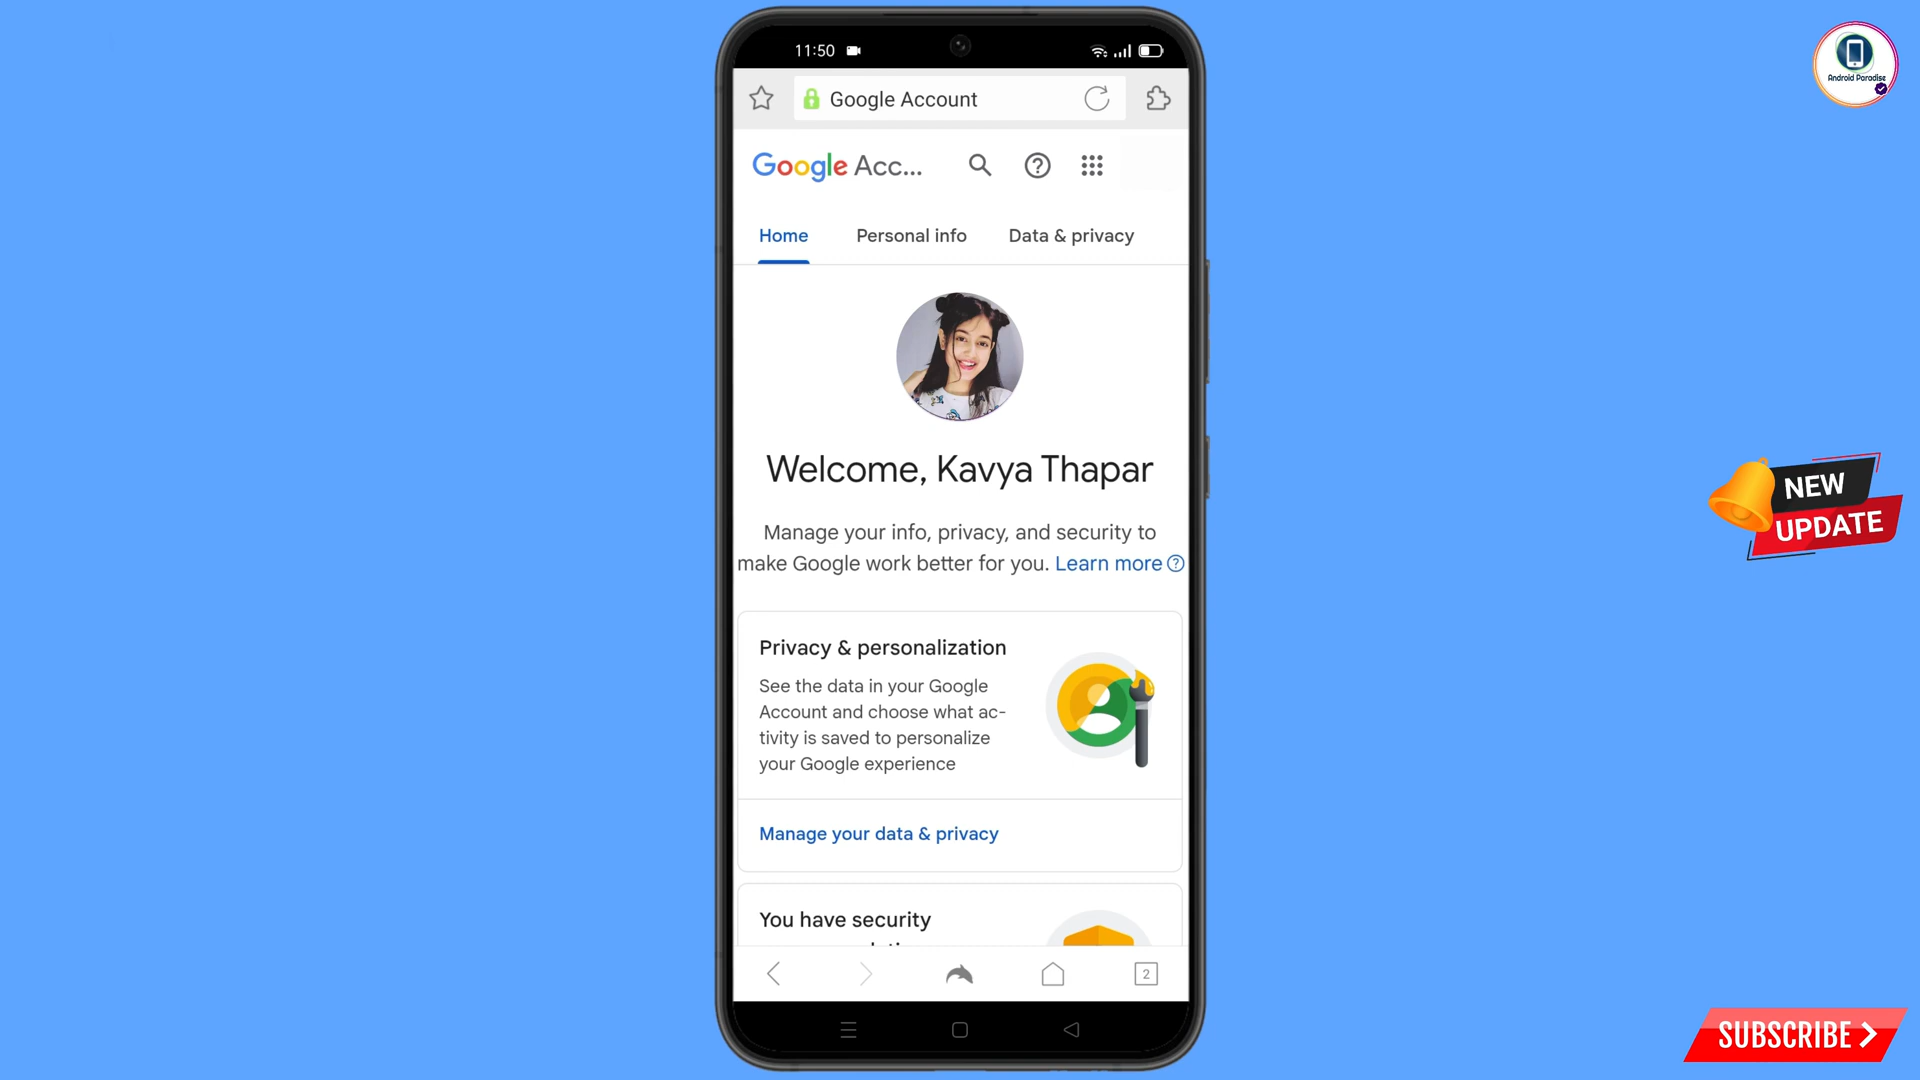 11:50
Android Paradise
Google Account
Google Acc...
Home Personal info Data & privacy
Welcome, Kavya Thapar
Manage your info, privacy, and security to
make Google work better for you. Learn more
Privacy & personalization
See the data in your Google
Account and choose what ac-
tivity is saved to personalize
your Google experience
Manage your data & privacy
You have security
2
NEW
UPDATE
SUBSCRIBE